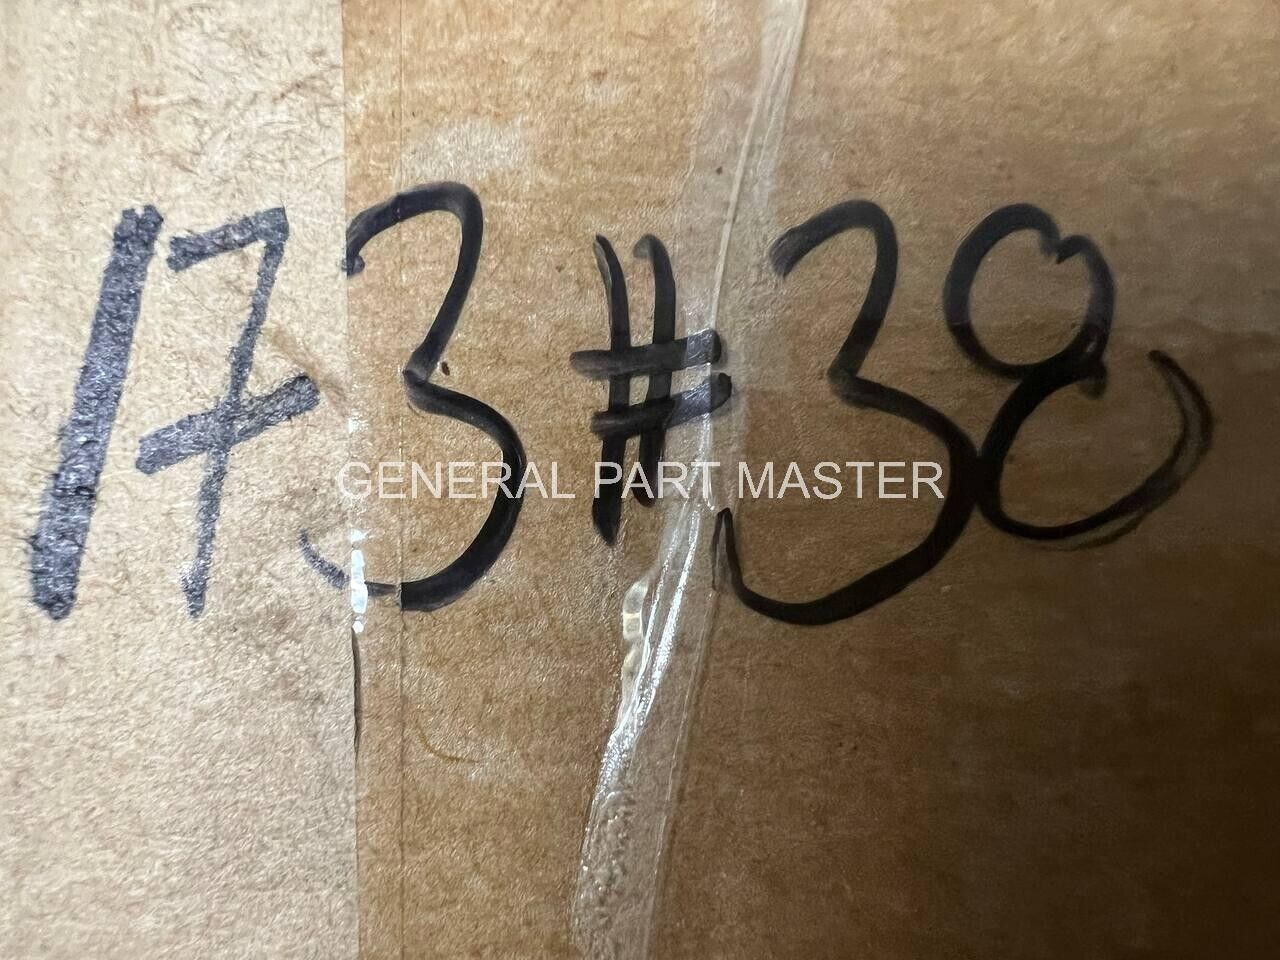 173 # 38
GENERAL PART MASTER